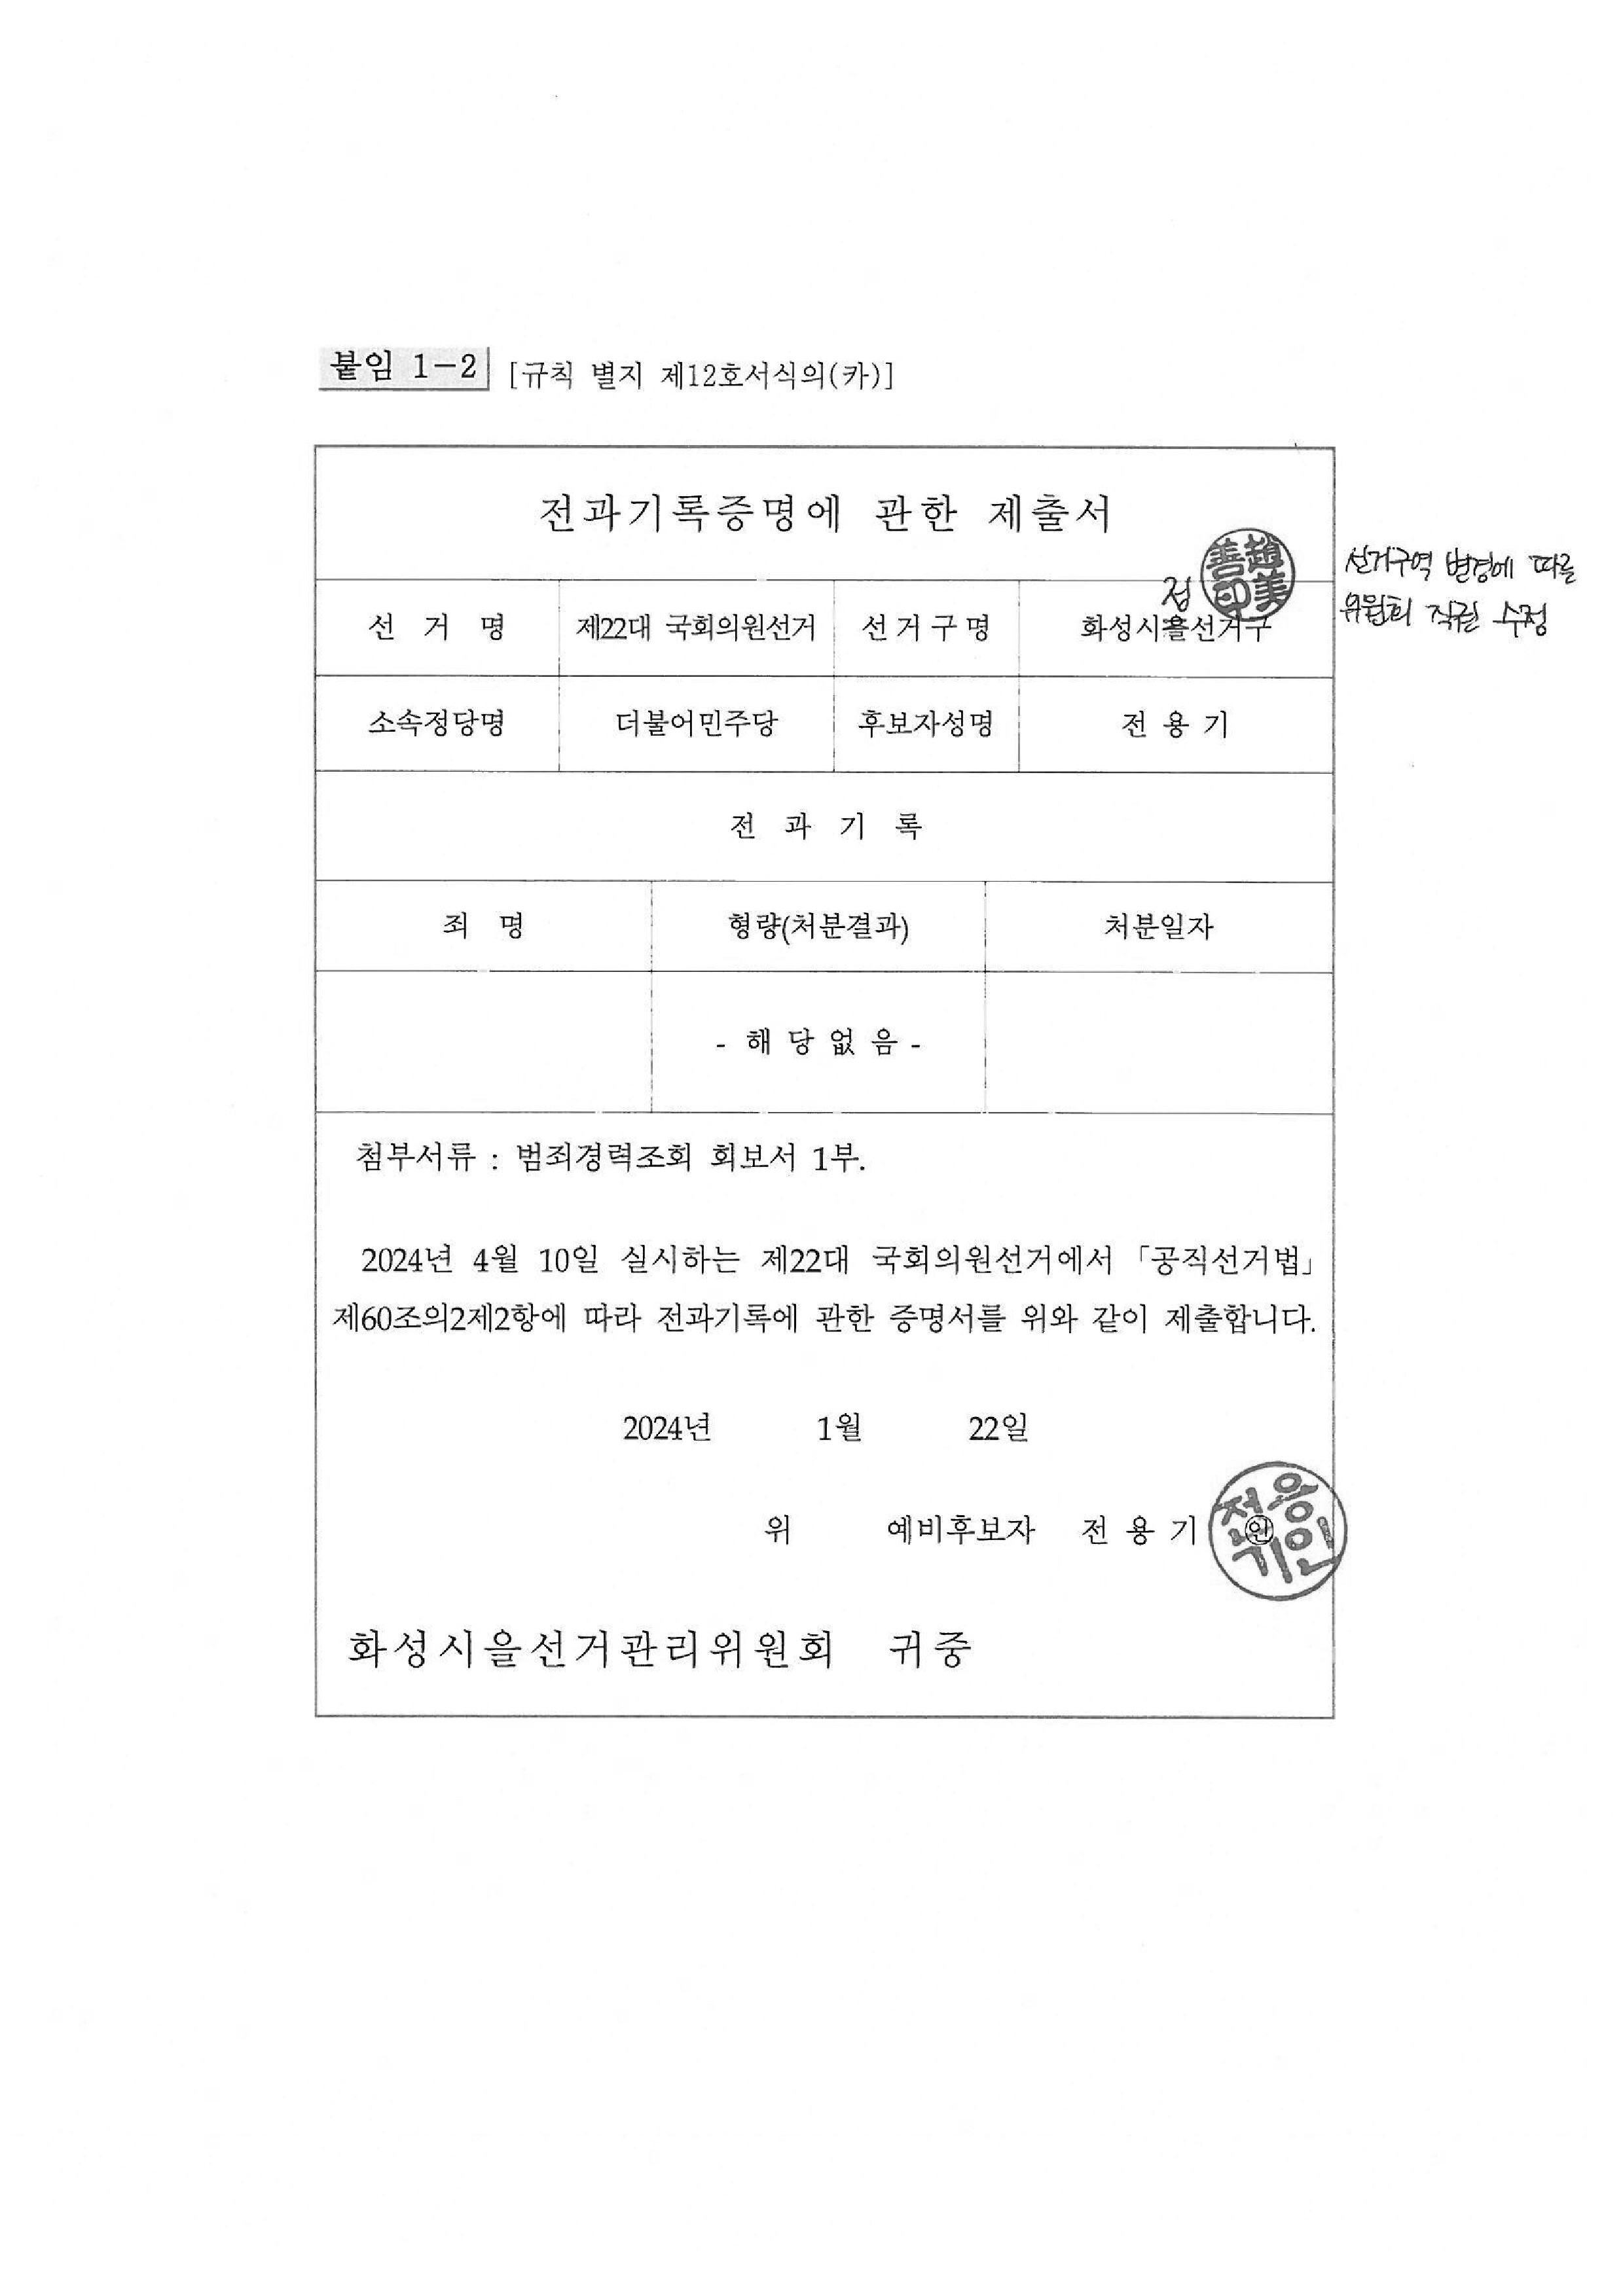 붙임 1-2 [규칙 별지 제12호서식의(카)]
전과기록증명에 관한 제출서
선거구역 변경에 따른
위원회 직권 수정
정
趙美善印
선 거 명 제22대 국회의원선거 선거구명 화성시을선거구
소속정당명 더불어민주당 후보자성명 전 용 기
전 과 기 록
죄 명 형량(처분결과) 처분일자
- 해 당 없 음 -
첨부서류 : 범죄경력조회 회보서 1부.
2024년 4월 10일 실시하는 제22대 국회의원선거에서 「공직선거법」
제60조의2제2항에 따라 전과기록에 관한 증명서를 위와 같이 제출합니다.
2024년 1월 22일
위 예비후보자 전 용 기 ㊞
전용기인
화성시을선거관리위원회 귀중